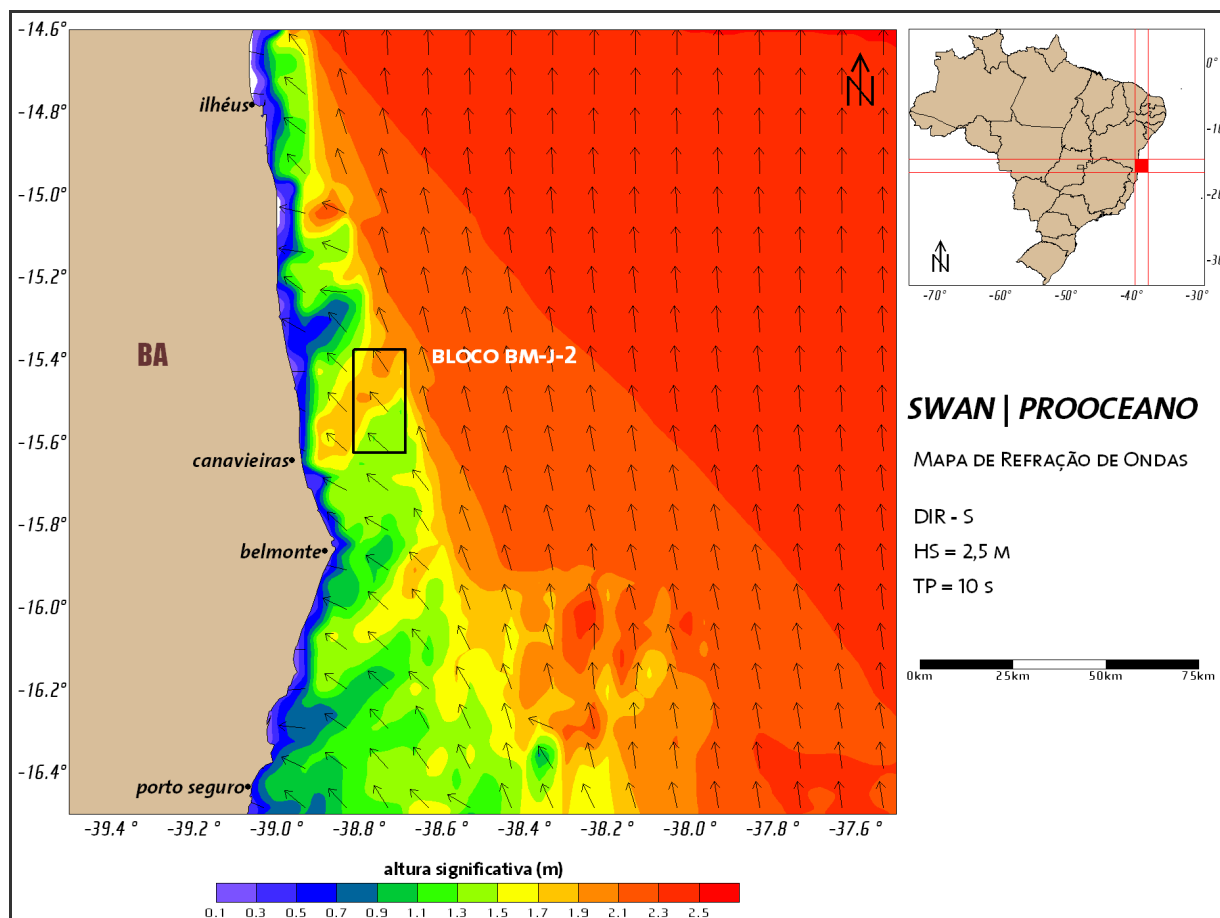 -14.6°
-14.8°
-15.0°
-15.2°
-15.4°
-15.6°
-15.8°
-16.0°
-16.2°
-16.4°
ilhéus
BA
BLOCO BM-J-2
canavieiras
belmonte
porto seguro
N
-39.4 °
-39.2 °
-39.0 °
-38.8 °
-38.6 °
-38.4 °
-38.2 °
-38.0 °
-37.8 °
-37.6 °
altura significativa (m)
0.1 0.3 0.5 0.7 0.9 1.1 1.3 1.5 1.7 1.9 2.1 2.3 2.5
0°
-10
-20
-30
N
-70° -60° -50° -40° -30°
SWAN | PROOCEANO
MAPA DE REFRAÇÃO DE ONDAS
DIR - S
HS = 2,5 M
TP = 10 S
0km 25km 50km 75km